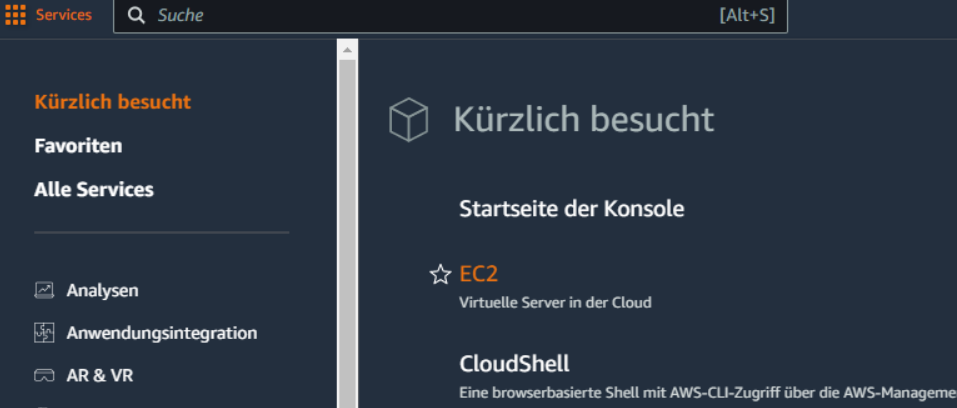 Services
Suche [Alt+S]
Kürzlich besucht
Favoriten
Alle Services
Analysen
Anwendungsintegration
AR & VR
Kürzlich besucht
Startseite der Konsole
EC2
Virtuelle Server in der Cloud
CloudShell
Eine browserbasierte Shell mit AWS-CLI-Zugriff über die AWS-Manageme